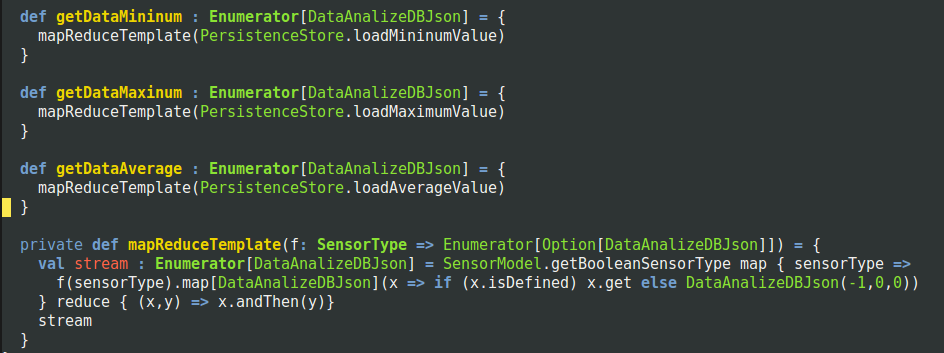 def getDataMininum : Enumerator[DataAnalizeDBJson] = {
mapReduceTemplate(PersistenceStore.loadMininumValue)
}
def getDataMaxinum : Enumerator[DataAnalizeDBJson] = {
mapReduceTemplate(PersistenceStore.loadMaximumValue)
}
def getDataAverage : Enumerator[DataAnalizeDBJson] = {
mapReduceTemplate(PersistenceStore.loadAverageValue)
}
private def mapReduceTemplate(f: SensorType => Enumerator[Option[DataAnalizeDBJson]]) = {
val stream : Enumerator[DataAnalizeDBJson] = SensorModel.getBooleanSensorType map { sensorType =>
f(sensorType).map[DataAnalizeDBJson](x => if (x.isDefined) x.get else DataAnalizeDBJson(-1,0,0))
} reduce { (x,y) => x.andThen(y)}
stream
}